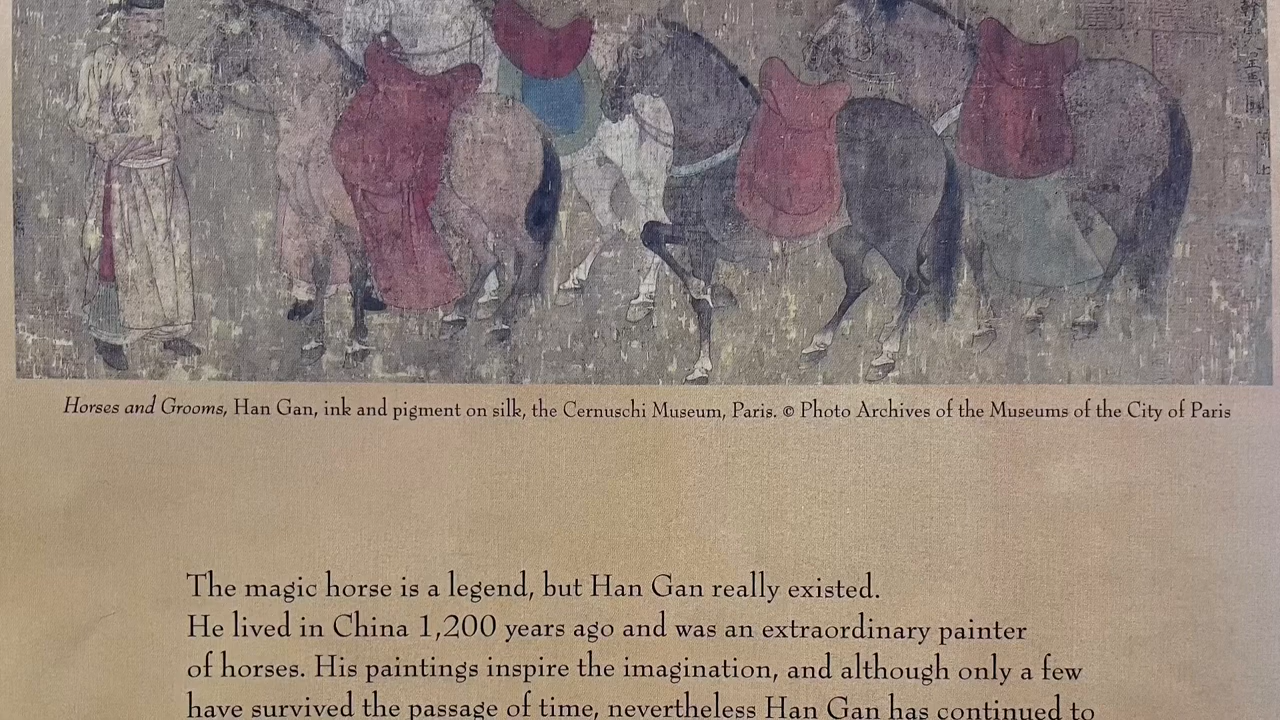 Horses and Grooms, Han Gan, ink and pigment on silk, the Cernuschi Museum, Paris. © Photo Archives of the Museums of the City of Paris
The magic horse is a legend, but Han Gan really existed.
He lived in China 1,200 years ago and was an extraordinary painter
of horses. His paintings inspire the imagination, and although only a few
have survived the passage of time, nevertheless Han Gan has continued to